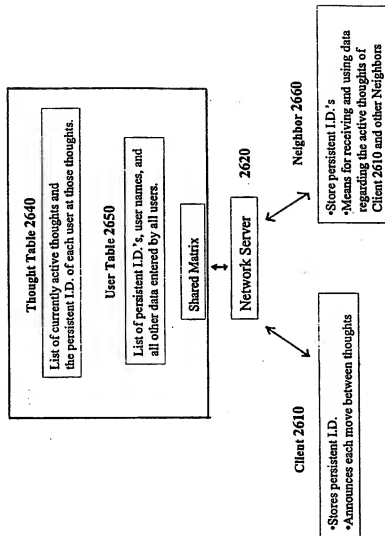 Thought Table 2640
List of currently active thoughts and
the persistent I.D. of each user at those thoughts.
User Table 2650
List of persistent I.D.'s, user names, and
all other data entered by all users.
Shared Matrix
Network Server
2620
Client 2610
•Stores persistent I.D.
•Announces each move between thoughts
Neighbor 2660
•Store persistent I.D.'s
•Means for receiving and using data
regarding the active thoughts of
Client 2610 and other Neighbors